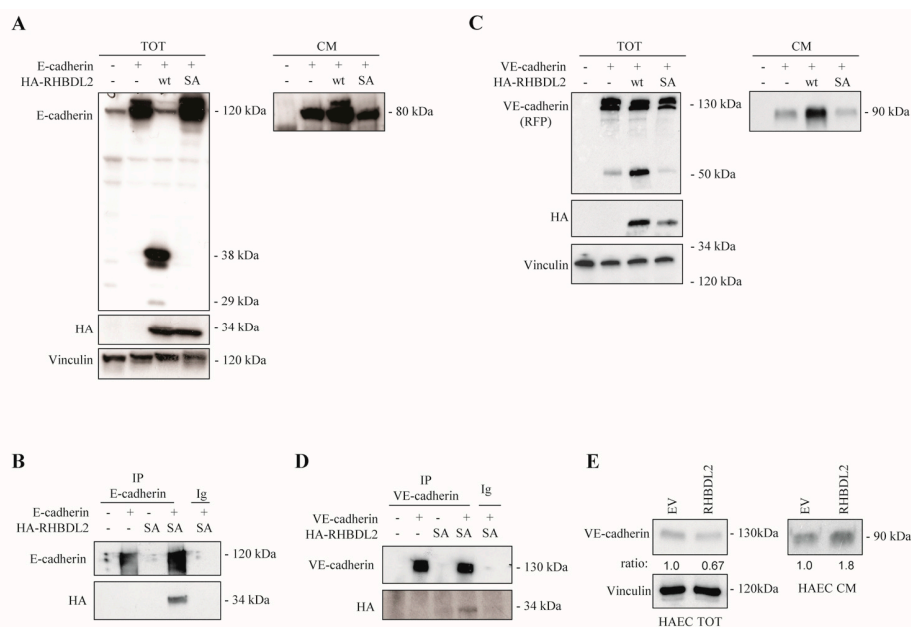 A
TOT
CM
E-cadherin - + + +
- + + +
HA-RHBDL2 - - wt SA
- - wt SA
E-cadherin
- 120 kDa
- 80 kDa
- 38 kDa
- 29 kDa
HA
- 34 kDa
Vinculin
- 120 kDa
C
TOT
CM
VE-cadherin - + + +
- + + +
HA-RHBDL2 - - wt SA
- - wt SA
VE-cadherin
(RFP)
- 130 kDa
- 90 kDa
- 50 kDa
HA
- 34 kDa
Vinculin
- 120 kDa
B
IP
E-cadherin
Ig
E-cadherin - + - + +
HA-RHBDL2 - - SA SA SA
E-cadherin
- 120 kDa
HA
- 34 kDa
D
IP
VE-cadherin
Ig
VE-cadherin - + - + +
HA-RHBDL2 - - SA SA SA
VE-cadherin
- 130 kDa
HA
- 34 kDa
E
EV
RHBDL2
EV
RHBDL2
VE-cadherin
- 130kDa
- 90 kDa
ratio: 1.0 0.67
1.0 1.8
Vinculin
- 120kDa
HAEC TOT
HAEC CM